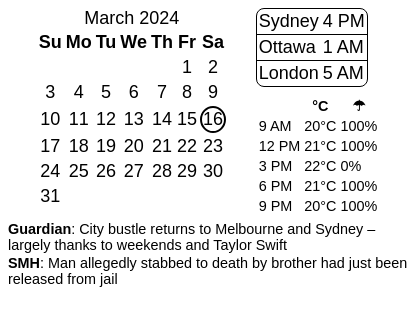 March 2024
Su Mo Tu We Th Fr Sa
1 2
3 4 5 6 7 8 9
10 11 12 13 14 15 16
17 18 19 20 21 22 23
24 25 26 27 28 29 30
31
Sydney 4 PM
Ottawa 1 AM
London 5 AM
°C ☂
9 AM 20°C 100%
12 PM 21°C 100%
3 PM 22°C 0%
6 PM 21°C 100%
9 PM 20°C 100%
Guardian: City bustle returns to Melbourne and Sydney –
largely thanks to weekends and Taylor Swift
SMH: Man allegedly stabbed to death by brother had just been
released from jail